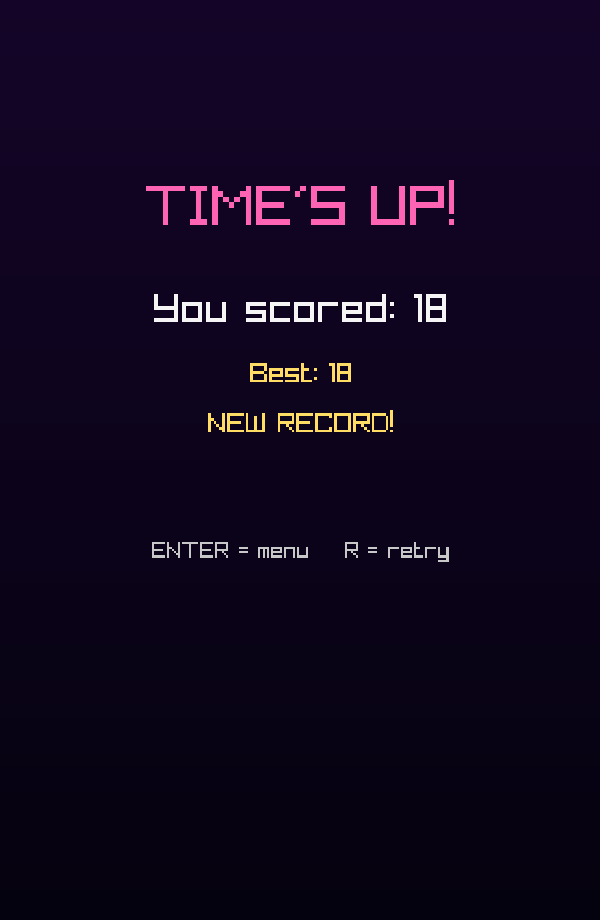 TIME'S UP!
You scored: 18
Best: 18
NEW RECORD!
ENTER = menu   R = retry